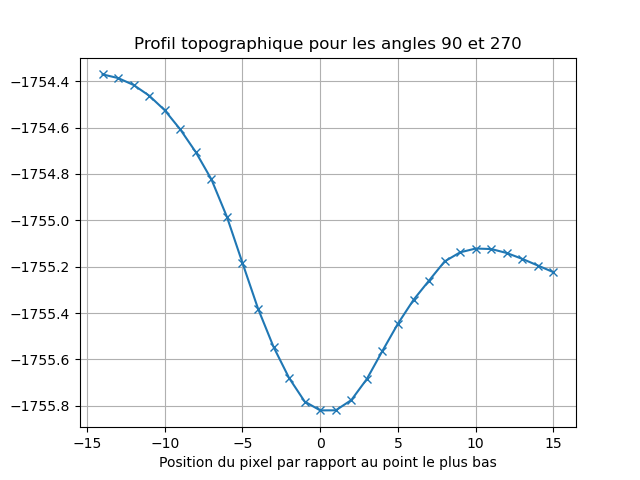 Profil topographique pour les angles 90 et 270
−1754.4
−1754.6
−1754.8
−1755.0
−1755.2
−1755.4
−1755.6
−1755.8
−15 −10 −5 0 5 10 15
Position du pixel par rapport au point le plus bas